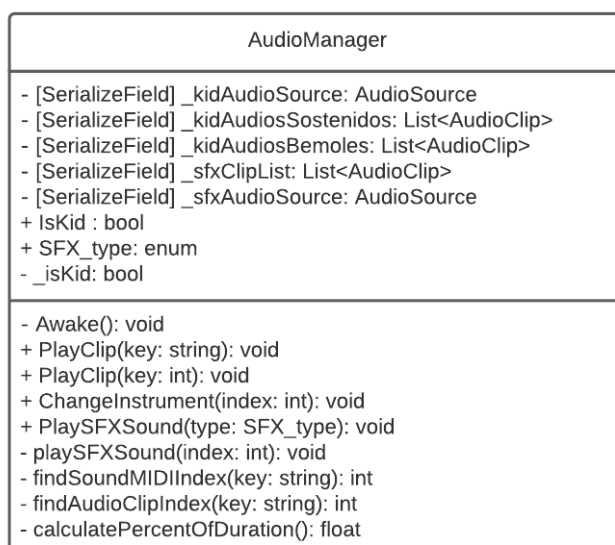 AudioManager
- [SerializeField] _kidAudioSource: AudioSource
- [SerializeField] _kidAudiosSostenidos: List<AudioClip>
- [SerializeField] _kidAudiosBemoles: List<AudioClip>
- [SerializeField] _sfxClipList: List<AudioClip>
- [SerializeField] _sfxAudioSource: AudioSource
+ IsKid : bool
+ SFX_type: enum
- _isKid: bool
- Awake(): void
+ PlayClip(key: string): void
+ PlayClip(key: int): void
+ ChangeInstrument(index: int): void
+ PlaySFXSound(type: SFX_type): void
- playSFXSound(index: int): void
- findSoundMIDIIndex(key: string): int
- findAudioClipIndex(key: string): int
- calculatePercentOfDuration(): float